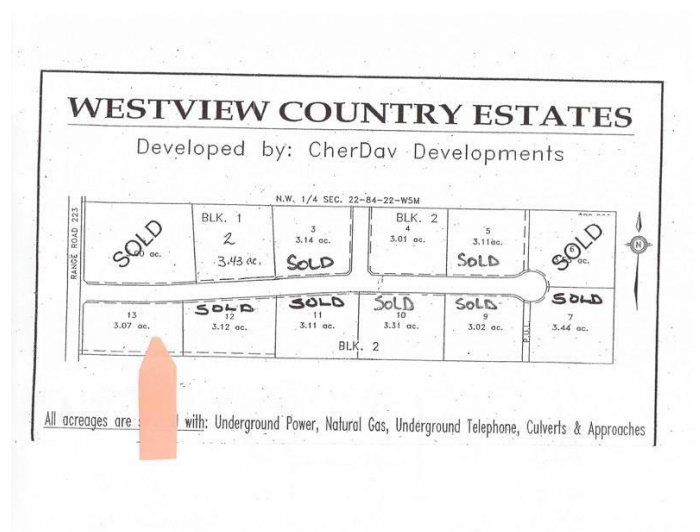 WESTVIEW COUNTRY ESTATES
Developed by: CherDav Developments
N.W. 1/4 SEC. 22-84-22-W5M
RANGE ROAD 223
SOLD
ac.
BLK. 1
2
3.43 ac.
3
3.14 ac.
SOLD
BLK. 2
4
3.01 ac.
5
3.11ac.
SOLD
SOLD
6
ac.
N
13
3.07 ac.
SOLD
12
3.12 ac.
SOLD
11
3.11 ac.
SOLD
10
3.31 ac.
SOLD
9
3.02 ac.
P.U.L.
SOLD
7
3.44 ac.
BLK. 2
All acreages are with: Underground Power, Natural Gas, Underground Telephone, Culverts & Approaches